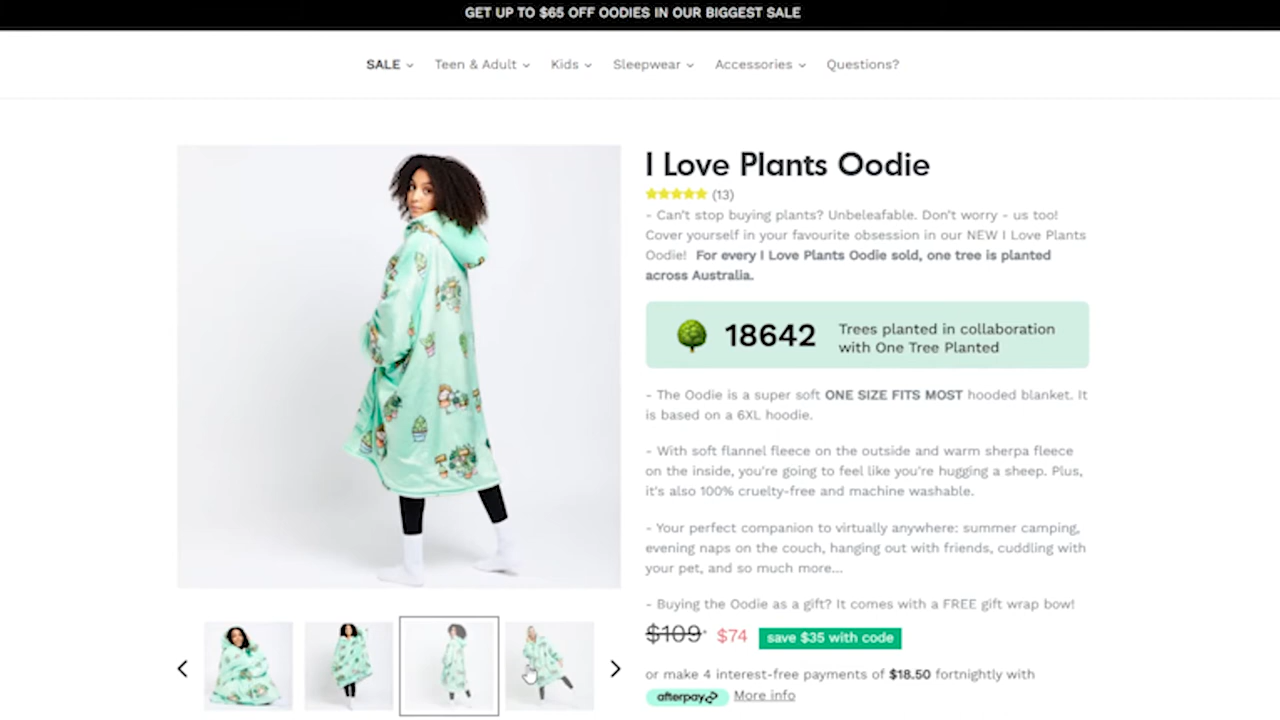 GET UP TO $65 OFF OODIES IN OUR BIGGEST SALE
SALE Teen & Adult Kids Sleepwear Accessories Questions?
I Love Plants Oodie
(13)
- Can't stop buying plants? Unbeleafable. Don't worry - us too!
Cover yourself in your favourite obsession in our NEW I Love Plants
Oodie! For every I Love Plants Oodie sold, one tree is planted
across Australia.
18642 Trees planted in collaboration
with One Tree Planted
- The Oodie is a super soft ONE SIZE FITS MOST hooded blanket. It
is based on a 6XL hoodie.
- With soft flannel fleece on the outside and warm sherpa fleece
on the inside, you're going to feel like you're hugging a sheep. Plus,
it's also 100% cruelty-free and machine washable.
- Your perfect companion to virtually anywhere: summer camping,
evening naps on the couch, hanging out with friends, cuddling with
your pet, and so much more...
- Buying the Oodie as a gift? It comes with a FREE gift wrap bow!
$109 $74 save $35 with code
or make 4 interest-free payments of $18.50 fortnightly with
afterpay More info